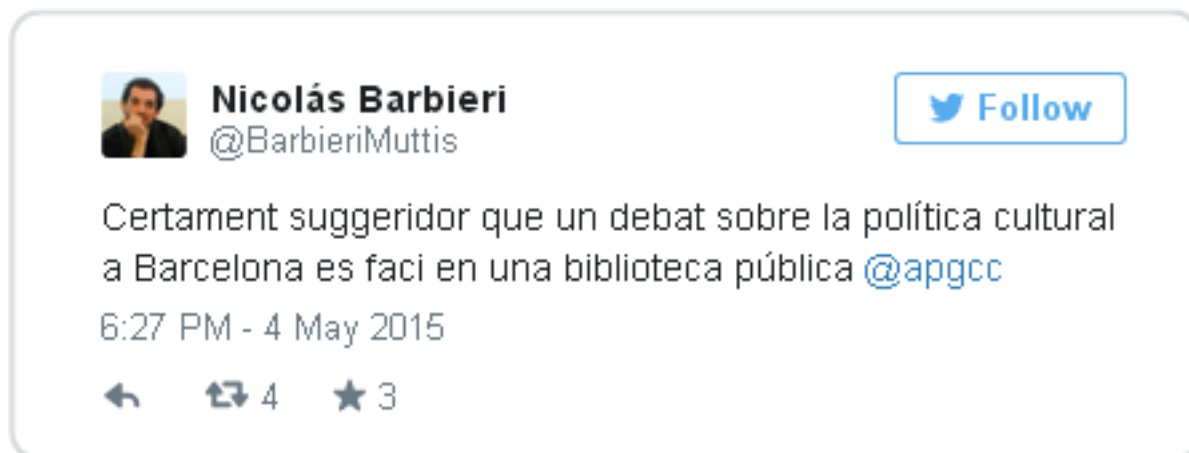 Nicolás Barbieri
@BarbieriMuttis
Follow
Certament suggeridor que un debat sobre la política cultural
a Barcelona es faci en una biblioteca pública @apgcc
6:27 PM - 4 May 2015
4 3